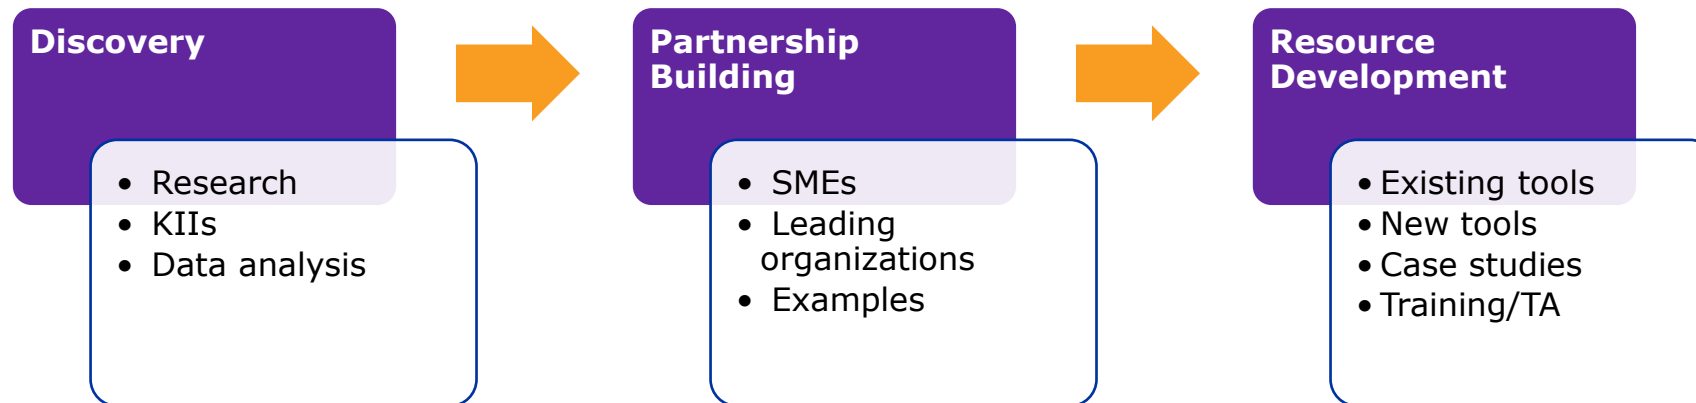 Discovery
• Research
• KIIs
• Data analysis
Partnership
Building
• SMEs
• Leading
organizations
• Examples
Resource
Development
• Existing tools
• New tools
• Case studies
• Training/TA